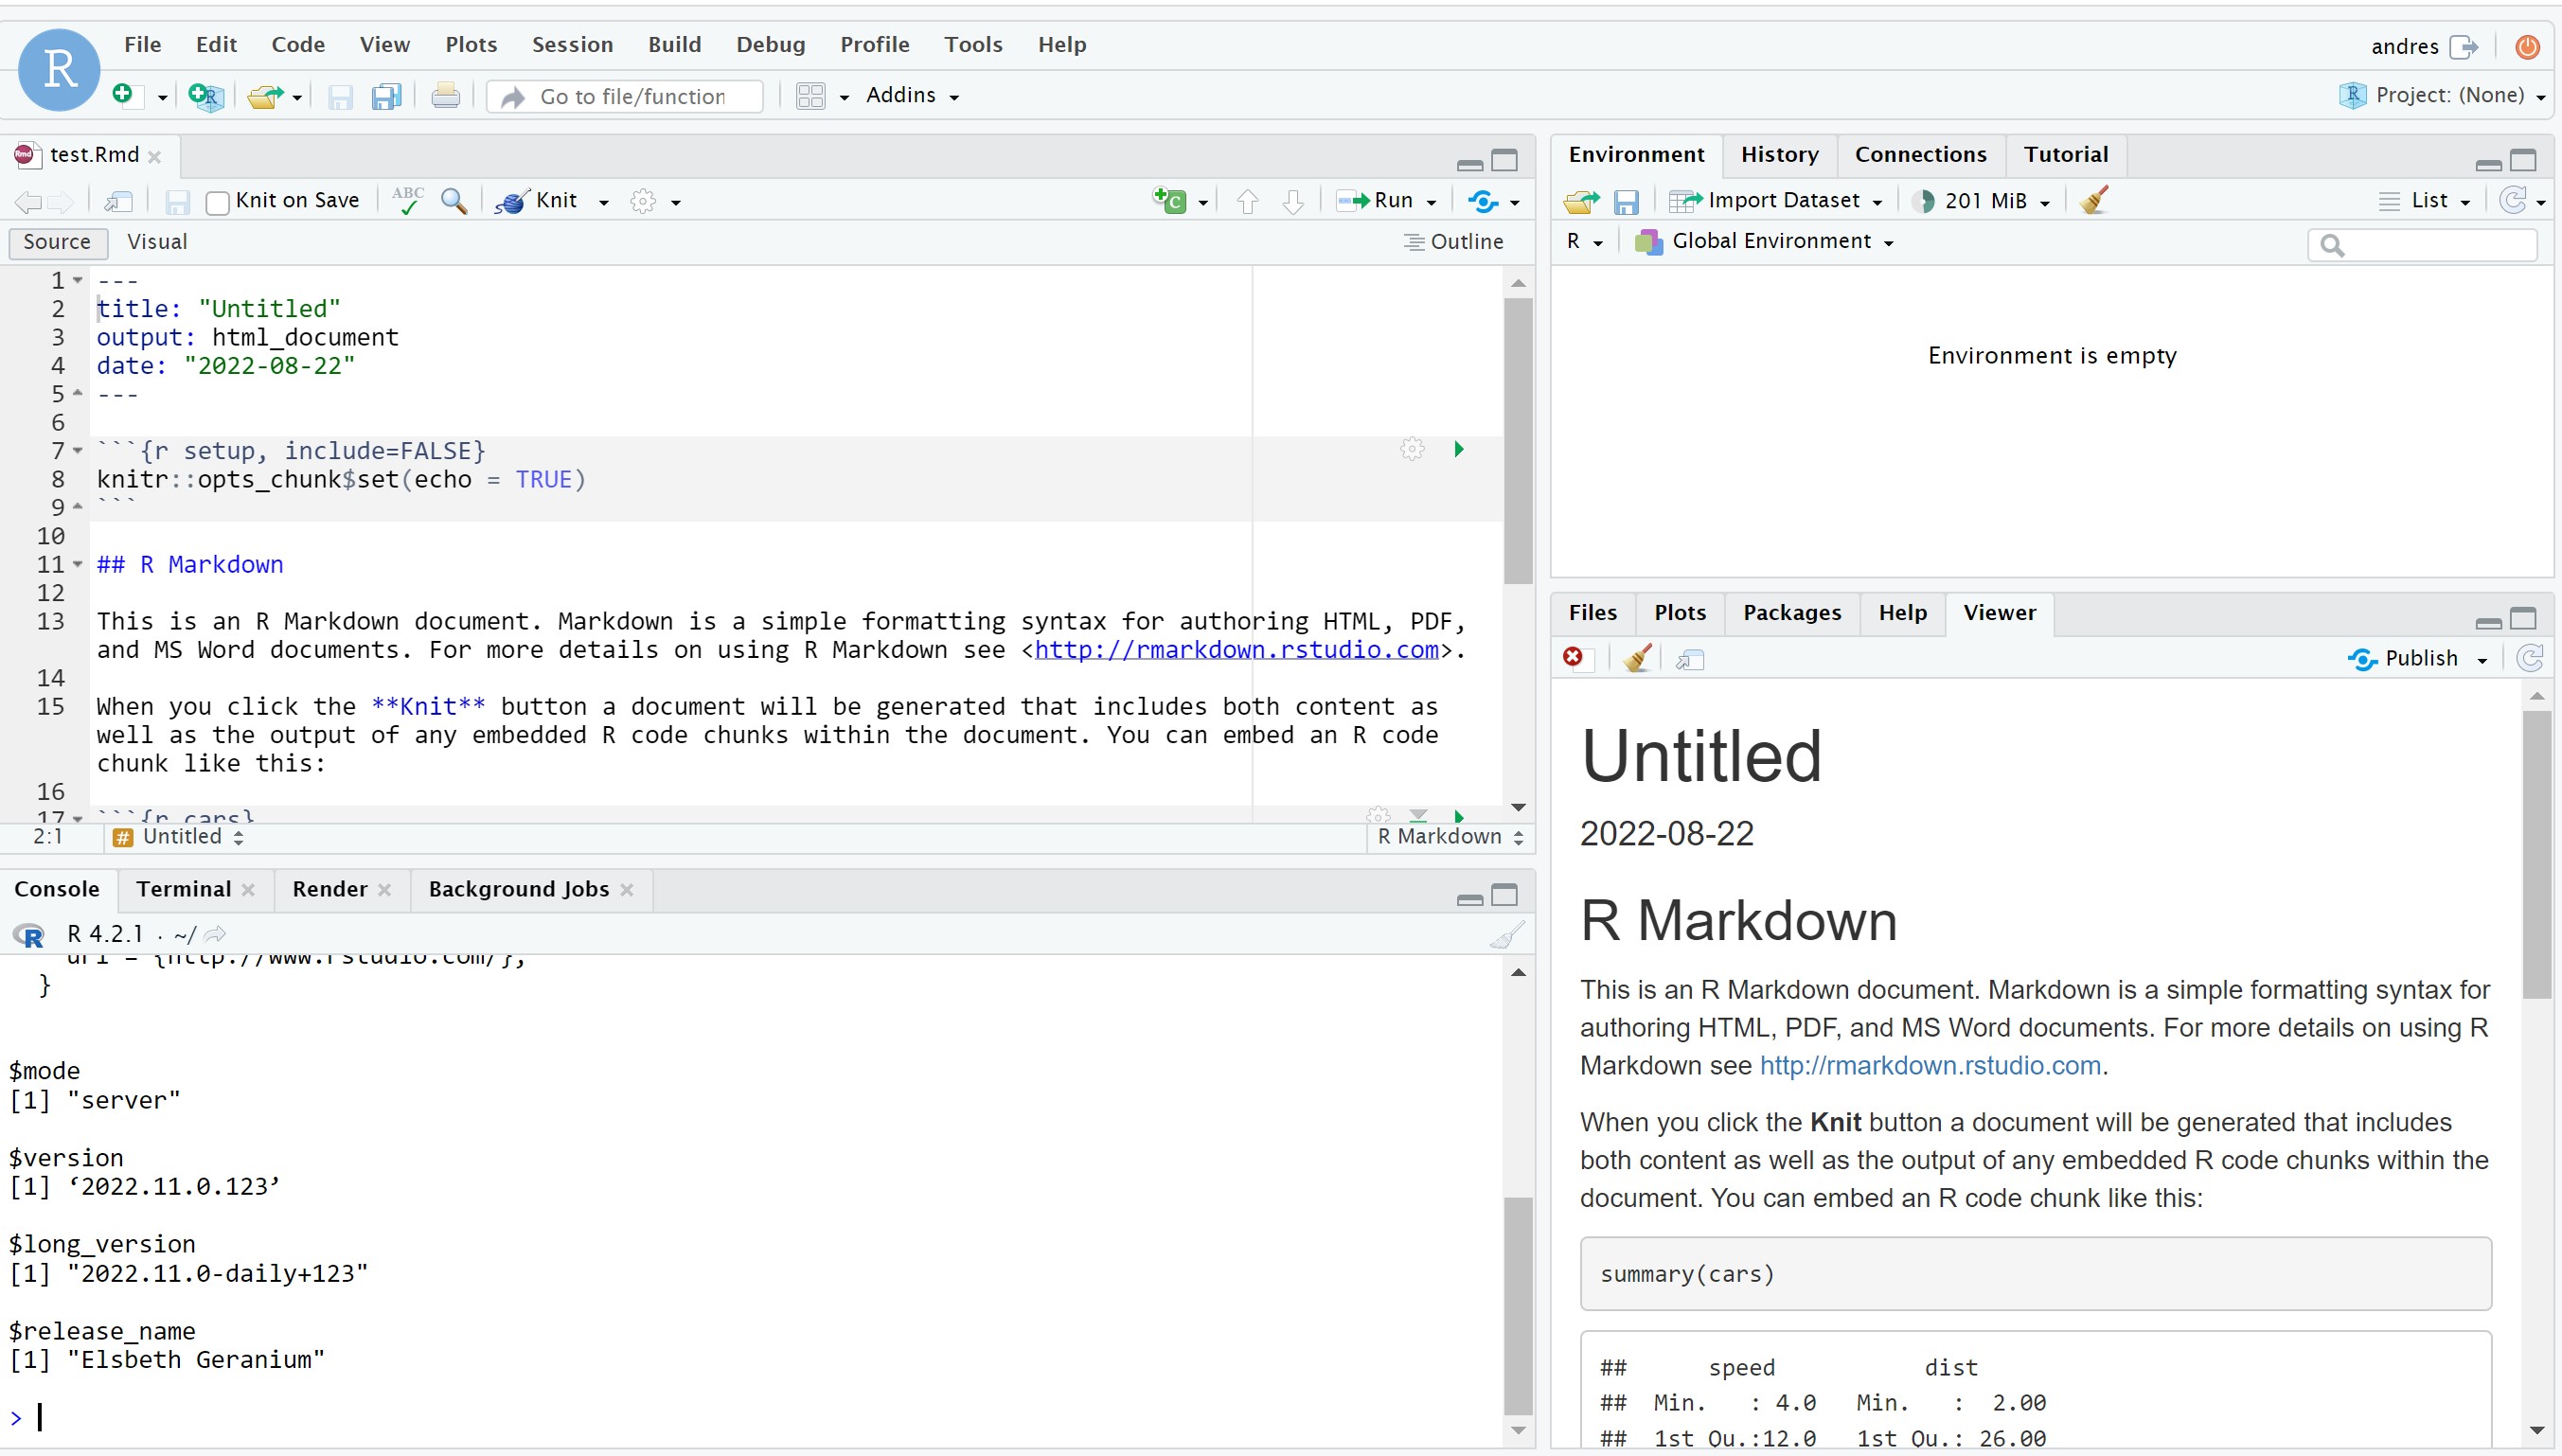 R
File Edit Code View Plots Session Build Debug Profile Tools Help
andres
Go to file/function
Addins
Project: (None)
test.Rmd
Knit on Save
ABC
Knit
Run
Source Visual
Outline
1 ---
2 title: "Untitled"
3 output: html_document
4 date: "2022-08-22"
5 ---
6
7 ```{r setup, include=FALSE}
8 knitr::opts_chunk$set(echo = TRUE)
9 ```
10
11 ## R Markdown
12
13 This is an R Markdown document. Markdown is a simple formatting syntax for authoring HTML, PDF,
and MS Word documents. For more details on using R Markdown see <http://rmarkdown.rstudio.com>.
14
15 When you click the **Knit** button a document will be generated that includes both content as
well as the output of any embedded R code chunks within the document. You can embed an R code
chunk like this:
16
17 ```{r cars}
2:1 # Untitled
R Markdown
Console Terminal Render Background Jobs
R R 4.2.1 · ~/
url = {http://www.rstudio.com/},
}
$mode
[1] "server"
$version
[1] ‘2022.11.0.123’
$long_version
[1] "2022.11.0-daily+123"
$release_name
[1] "Elsbeth Geranium"
>
Environment History Connections Tutorial
Import Dataset
201 MiB
List
R
Global Environment
Environment is empty
Files Plots Packages Help Viewer
Publish
Untitled
2022-08-22
R Markdown
This is an R Markdown document. Markdown is a simple formatting syntax for
authoring HTML, PDF, and MS Word documents. For more details on using R
Markdown see http://rmarkdown.rstudio.com.
When you click the Knit button a document will be generated that includes
both content as well as the output of any embedded R code chunks within the
document. You can embed an R code chunk like this:
summary(cars)
## speed dist
## Min. : 4.0 Min. : 2.00
## 1st Qu.:12.0 1st Qu.: 26.00